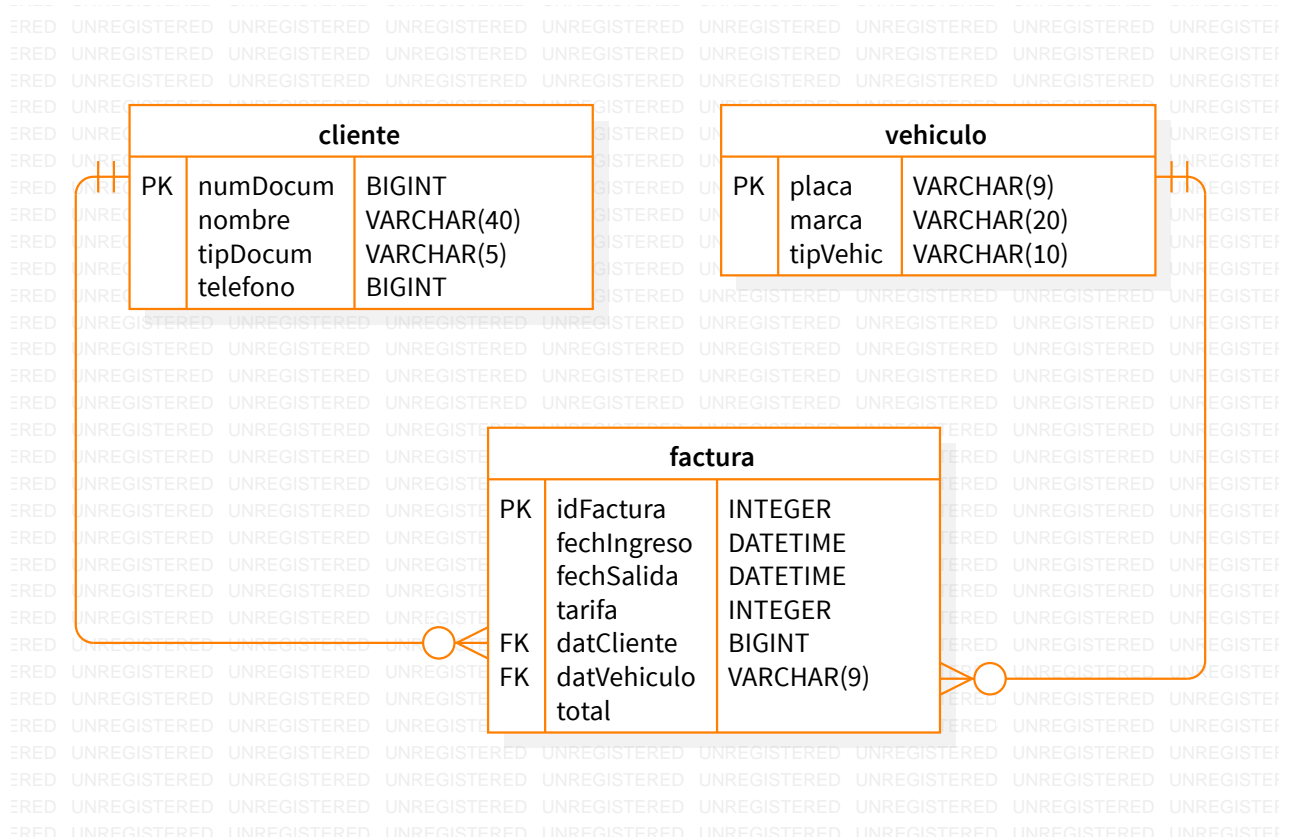 cliente
PK numDocum BIGINT
nombre VARCHAR(40)
tipDocum VARCHAR(5)
telefono BIGINT
vehiculo
PK placa VARCHAR(9)
marca VARCHAR(20)
tipVehic VARCHAR(10)
factura
PK idFactura INTEGER
fechIngreso DATETIME
fechSalida DATETIME
tarifa INTEGER
FK datCliente BIGINT
FK datVehiculo VARCHAR(9)
total
UNREGISTERED